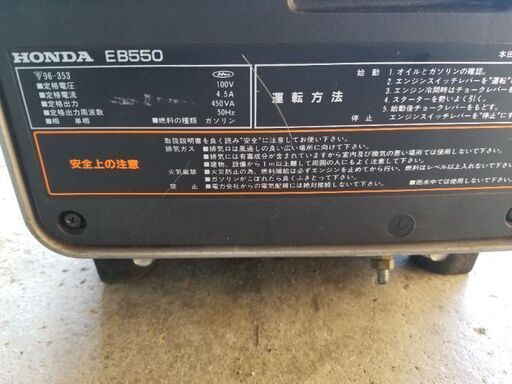 HONDA EB550
本田
〒96-353
■定格電圧 100V
■定格電流 4.5A
■定格出力 450VA
■定格出力周波数 50Hz
■相 単相 ■燃料の種類 ガソリン
運転方法
始動 1.オイルとガソリンの確認。
2.エンジンスイッチレバーを"運転"
3.エンジン冷間時はチョークレバーを
4.スターターを勢いよく引く。
5.始動後チョークレバーをもどす。
停止 エンジンスイッチレバーを"停
安全上の注意
取扱説明書を良く読み"安全"に注意してお使い下さい。
排気ガス ■排気ガスは風通しの良い広い場所に向けて下さい。
■排気には有毒成分が含まれていますから室内及び換気の悪い場所では使用しないで
■建物、設備から1m以上離して周囲の人にもよく注意して下さい。
火気厳禁 ■火災防止の為、燃料補給は必ずエンジンを止めてから行い、燃料はレベル以上入れないで下
■ガソリンがこぼれたら良くふきとって下さい。 ■雨水中では使用しないで下
禁止 ■電力会社からの電気配線には絶対接続しないで下さい。